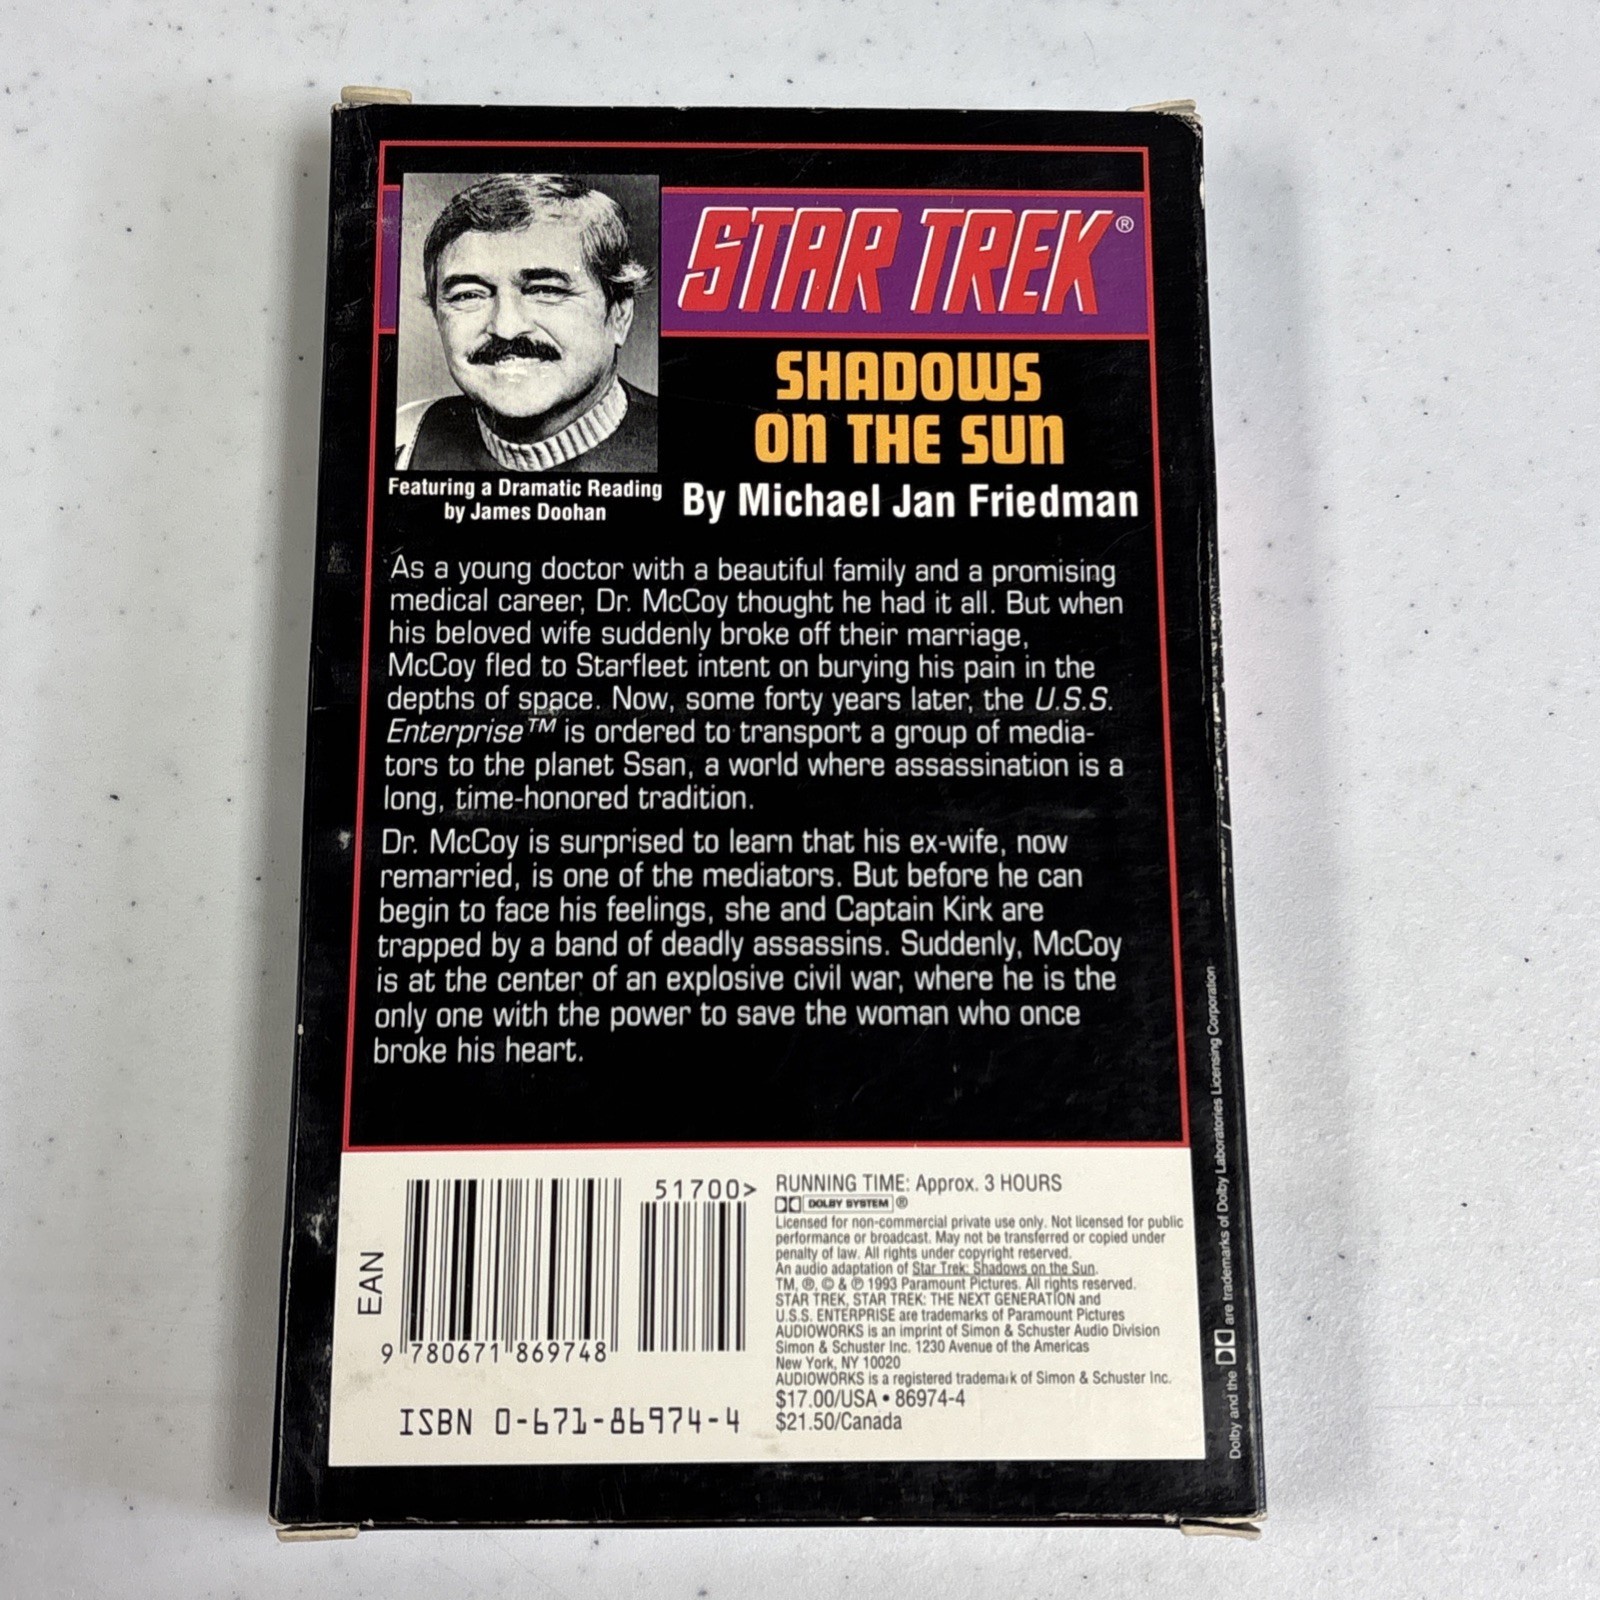 STAR TREK®
SHADOWS
ON THE SUN
By Michael Jan Friedman
Featuring a Dramatic Reading
by James Doohan
As a young doctor with a beautiful family and a promising
medical career, Dr. McCoy thought he had it all. But when
his beloved wife suddenly broke off their marriage,
McCoy fled to Starfleet intent on burying his pain in the
depths of space. Now, some forty years later, the U.S.S.
Enterprise™ is ordered to transport a group of media-
tors to the planet Ssan, a world where assassination is a
long, time-honored tradition.
Dr. McCoy is surprised to learn that his ex-wife, now
remarried, is one of the mediators. But before he can
begin to face his feelings, she and Captain Kirk are
trapped by a band of deadly assassins. Suddenly, McCoy
is at the center of an explosive civil war, where he is the
only one with the power to save the woman who once
broke his heart.
EAN
51700>
9 780671 869748
ISBN 0-671-86974-4
RUNNING TIME: Approx. 3 HOURS
DOLBY SYSTEM ®
Licensed for non-commercial private use only. Not licensed for public
performance or broadcast. May not be transferred or copied under
penalty of law. All rights under copyright reserved.
An audio adaptation of Star Trek: Shadows on the Sun.
TM, ®, © & ℗ 1993 Paramount Pictures. All rights reserved.
STAR TREK, STAR TREK: THE NEXT GENERATION and
U.S.S. ENTERPRISE are trademarks of Paramount Pictures
AUDIOWORKS is an imprint of Simon & Schuster Audio Division
Simon & Schuster Inc. 1230 Avenue of the Americas
New York, NY 10020
AUDIOWORKS is a registered trademark of Simon & Schuster Inc.
$17.00/USA • 86974-4
$21.50/Canada
Dolby and the DD are trademarks of Dolby Laboratories Licensing Corporation